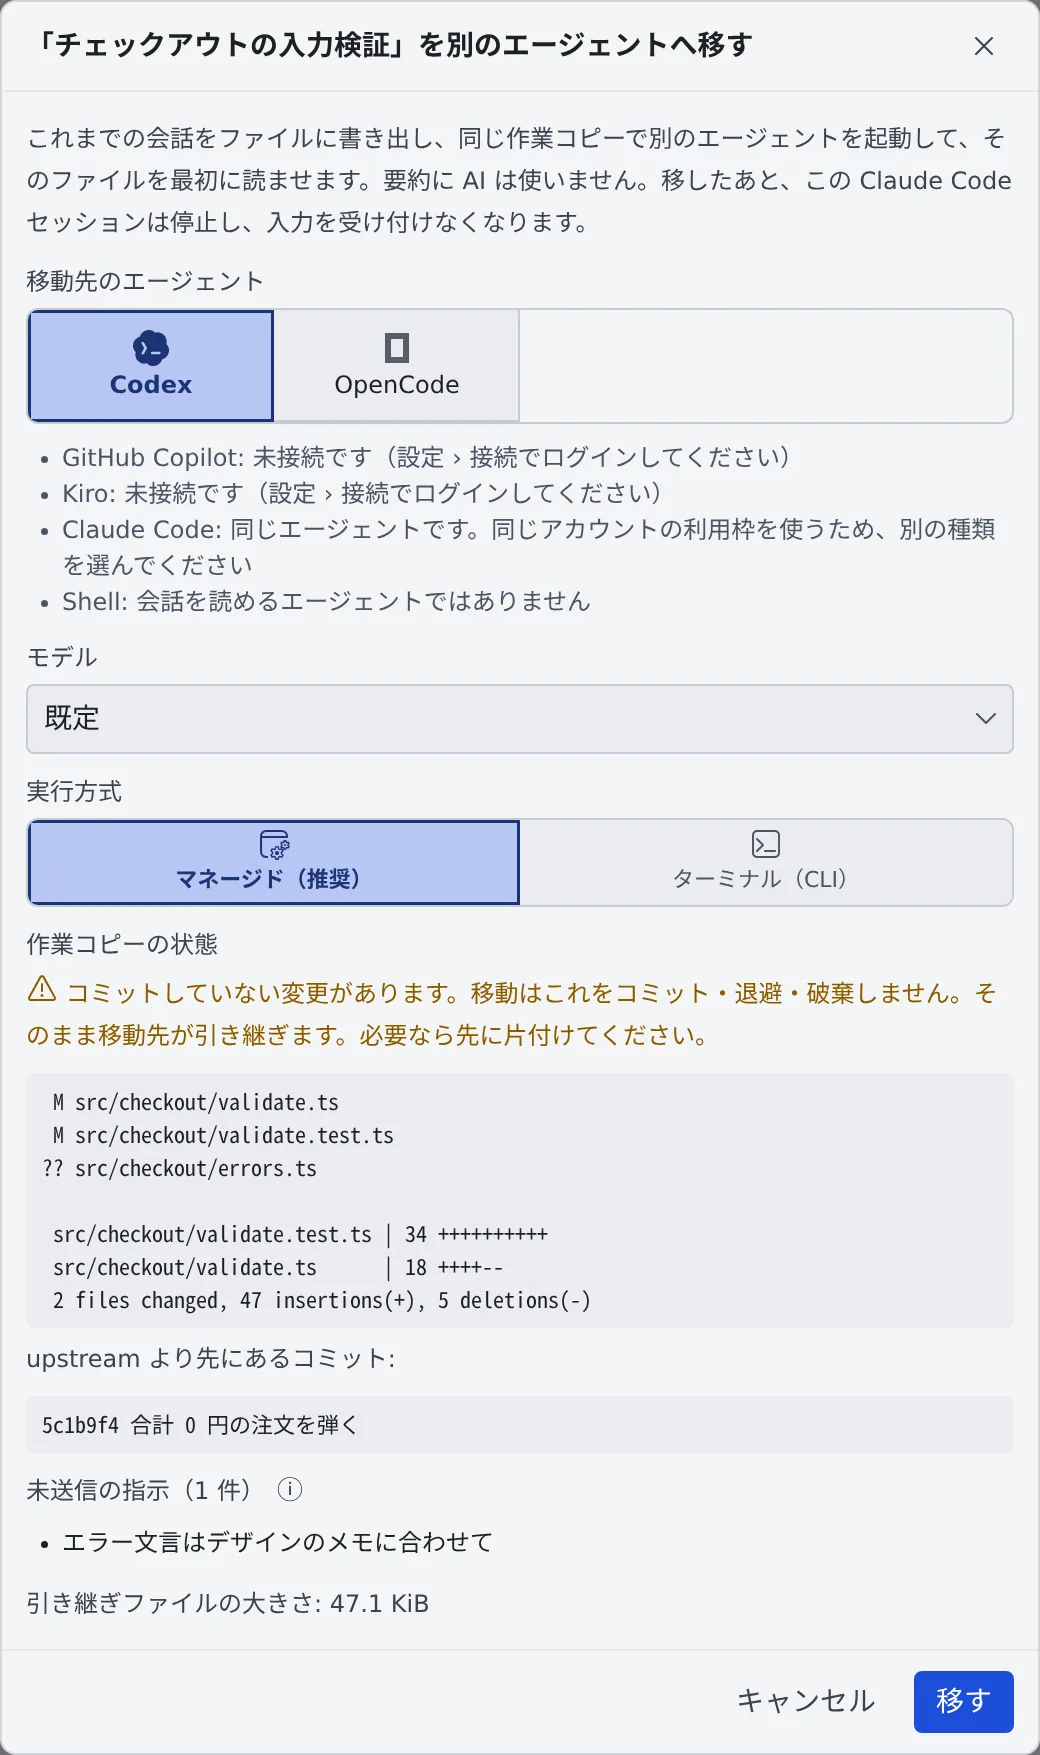 「チェックアウトの入力検証」を別のエージェントへ移す
これまでの会話をファイルに書き出し、同じ作業コピーで別のエージェントを起動して、そ
のファイルを最初に読ませます。要約に AI は使いません。移したあと、この Claude Code
セッションは停止し、入力を受け付けなくなります。
移動先のエージェント
Codex
OpenCode
• GitHub Copilot: 未接続です（設定 › 接続でログインしてください）
• Kiro: 未接続です（設定 › 接続でログインしてください）
• Claude Code: 同じエージェントです。同じアカウントの利用枠を使うため、別の種類
を選んでください
• Shell: 会話を読めるエージェントではありません
モデル
既定
実行方式
マネージド（推奨）
ターミナル（CLI）
作業コピーの状態
コミットしていない変更があります。移動はこれをコミット・退避・破棄しません。そ
のまま移動先が引き継ぎます。必要なら先に片付けてください。
 M src/checkout/validate.ts
 M src/checkout/validate.test.ts
?? src/checkout/errors.ts
 src/checkout/validate.test.ts | 34 ++++++++++
 src/checkout/validate.ts      | 18 ++++--
 2 files changed, 47 insertions(+), 5 deletions(-)
upstream より先にあるコミット:
5c1b9f4 合計 0 円の注文を弾く
未送信の指示（1 件）
• エラー文言はデザインのメモに合わせて
引き継ぎファイルの大きさ: 47.1 KiB
キャンセル
移す